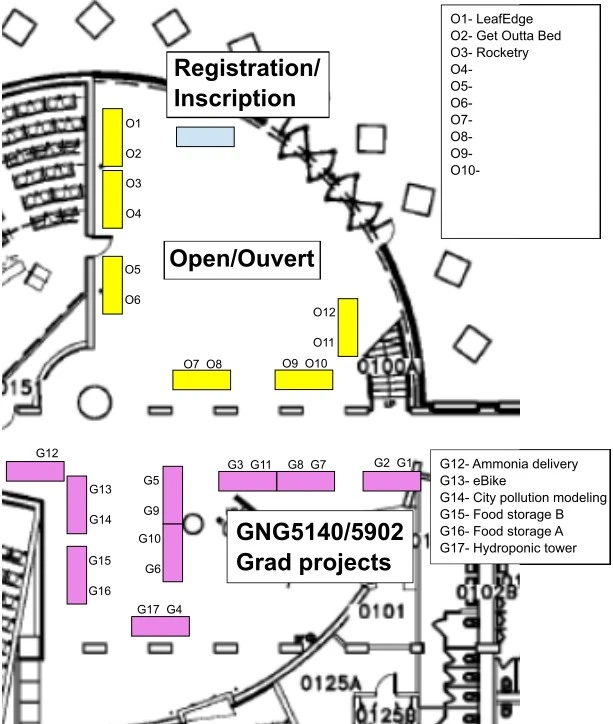 O1- LeafEdge
O2- Get Outta Bed
O3- Rocketry
O4-
O5-
O6-
O7-
O8-
O9-
O10-
Registration/
Inscription
O1
O2
O3
O4
Open/Ouvert
O5
O6
O12
O11
O7 O8
O9 O10
0100A
UP
015
G12
G13
G14
G15
G16
G5
G9
G10
G6
G17 G4
G3 G11 G8 G7
G2 G1
G12- Ammonia delivery
G13- eBike
G14- City pollution modeling
G15- Food storage B
G16- Food storage A
G17- Hydroponic tower
GNG5140/5902
Grad projects
0101
0102B
0125A
0125B